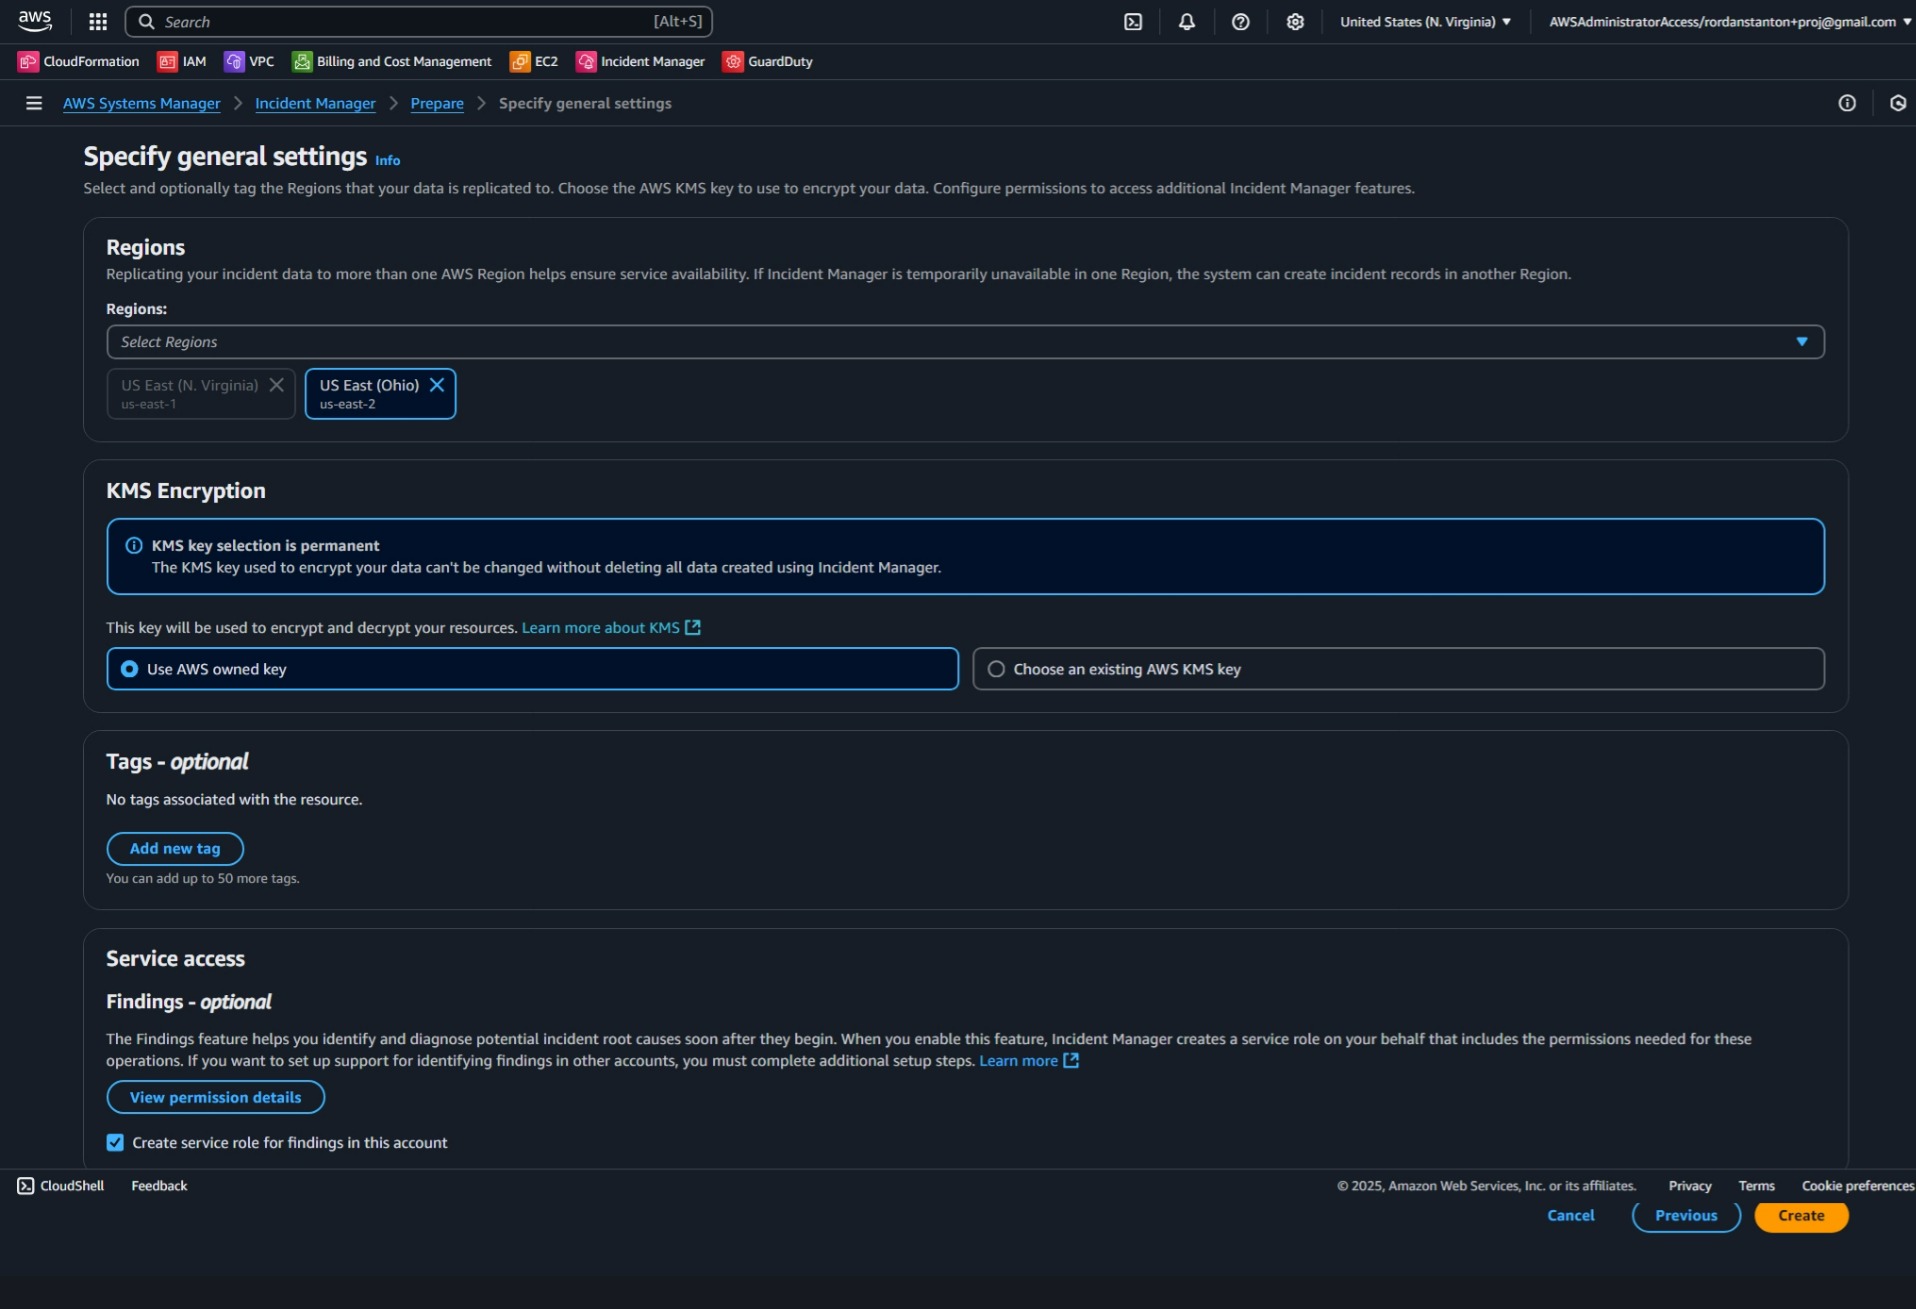 aws
Search [Alt+S]
United States (N. Virginia)
AWSAdministratorAccess/rordanstanton+proj@gmail.com
CloudFormation
IAM
VPC
Billing and Cost Management
EC2
Incident Manager
GuardDuty
AWS Systems Manager
Incident Manager
Prepare
Specify general settings
Specify general settings Info
Select and optionally tag the Regions that your data is replicated to. Choose the AWS KMS key to use to encrypt your data. Configure permissions to access additional Incident Manager features.
Regions
Replicating your incident data to more than one AWS Region helps ensure service availability. If Incident Manager is temporarily unavailable in one Region, the system can create incident records in another Region.
Regions:
Select Regions
US East (N. Virginia)
us-east-1
US East (Ohio)
us-east-2
KMS Encryption
KMS key selection is permanent
The KMS key used to encrypt your data can't be changed without deleting all data created using Incident Manager.
This key will be used to encrypt and decrypt your resources. Learn more about KMS
Use AWS owned key
Choose an existing AWS KMS key
Tags - optional
No tags associated with the resource.
Add new tag
You can add up to 50 more tags.
Service access
Findings - optional
The Findings feature helps you identify and diagnose potential incident root causes soon after they begin. When you enable this feature, Incident Manager creates a service role on your behalf that includes the permissions needed for these
operations. If you want to set up support for identifying findings in other accounts, you must complete additional setup steps. Learn more
View permission details
Create service role for findings in this account
CloudShell
Feedback
© 2025, Amazon Web Services, Inc. or its affiliates.
Privacy
Terms
Cookie preferences
Cancel
Previous
Create